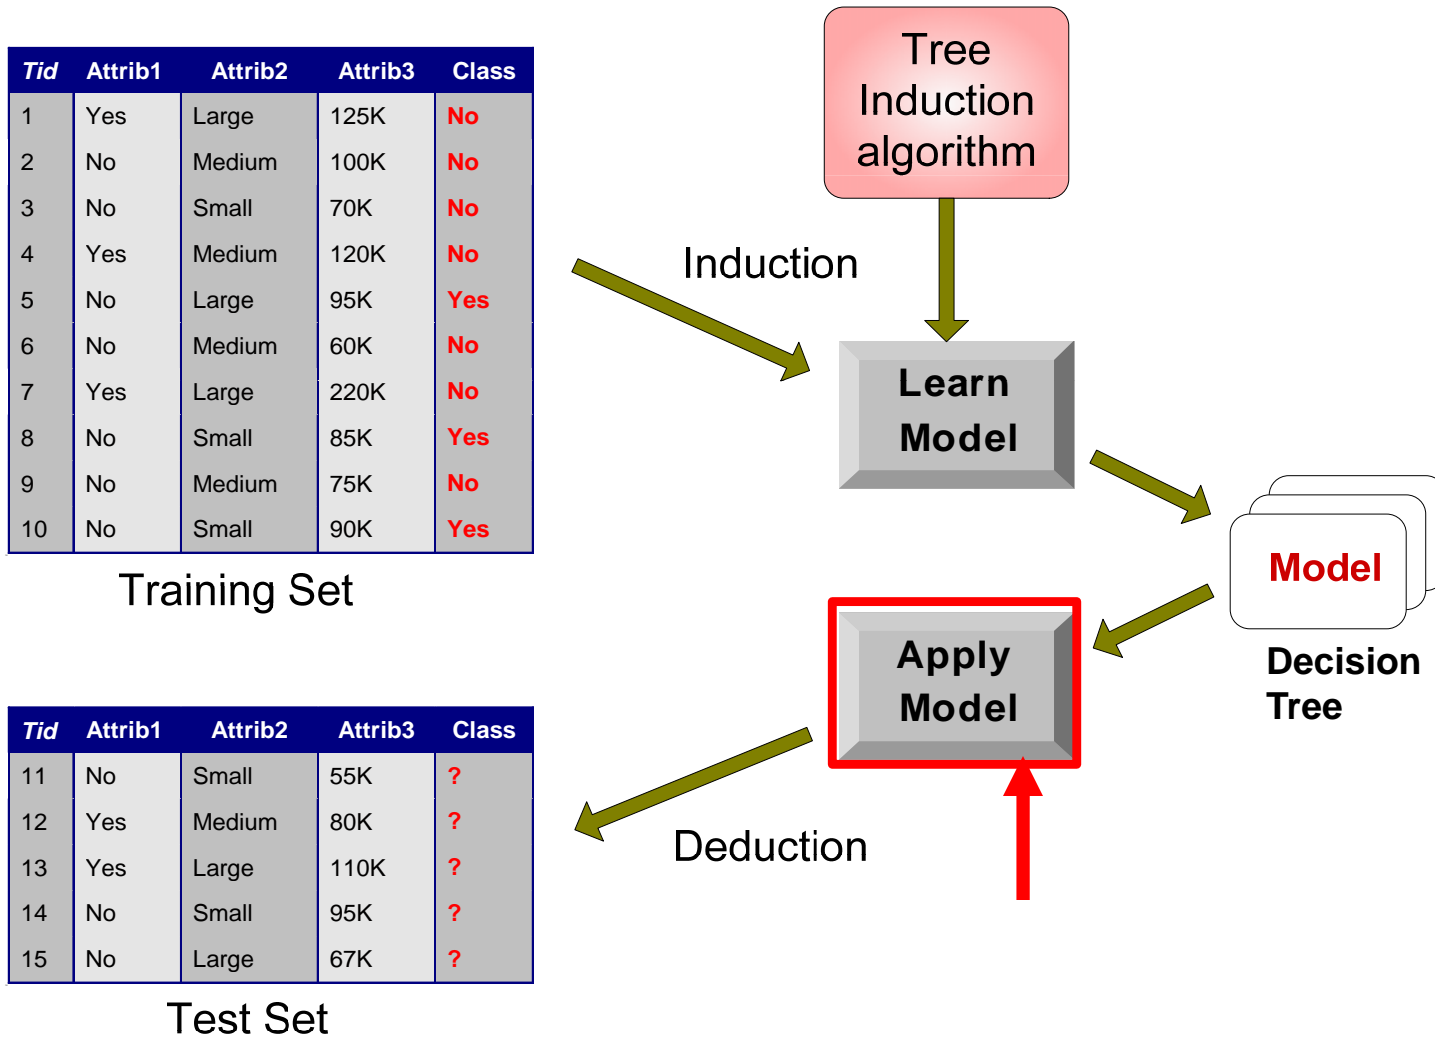 Tid Attrib1 Attrib2 Attrib3 Class
1 Yes Large 125K No
2 No Medium 100K No
3 No Small 70K No
4 Yes Medium 120K No
5 No Large 95K Yes
6 No Medium 60K No
7 Yes Large 220K No
8 No Small 85K Yes
9 No Medium 75K No
10 No Small 90K Yes
Training Set
Tree
Induction
algorithm
Induction
Learn
Model
Model
Decision
Tree
Apply
Model
Deduction
Tid Attrib1 Attrib2 Attrib3 Class
11 No Small 55K ?
12 Yes Medium 80K ?
13 Yes Large 110K ?
14 No Small 95K ?
15 No Large 67K ?
Test Set